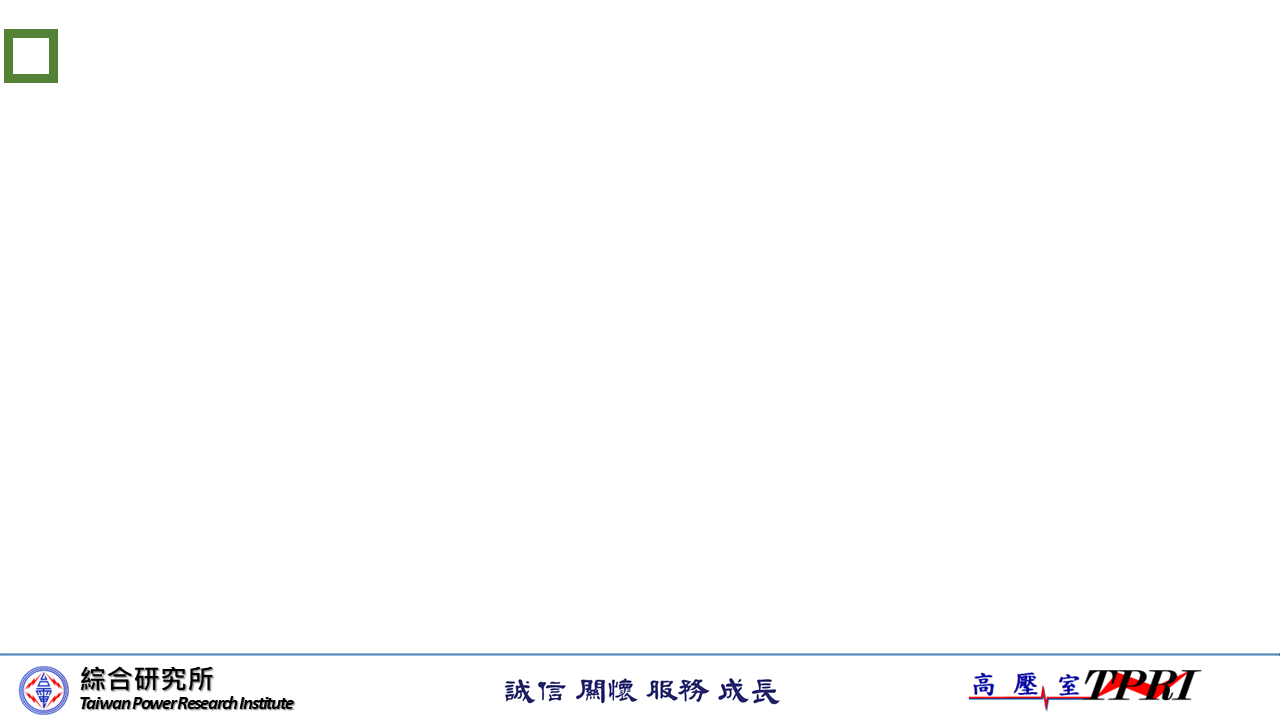 綜合研究所
Taiwan Power Research Institute
誠信 關懷 服務 成長
高壓室 TPRI